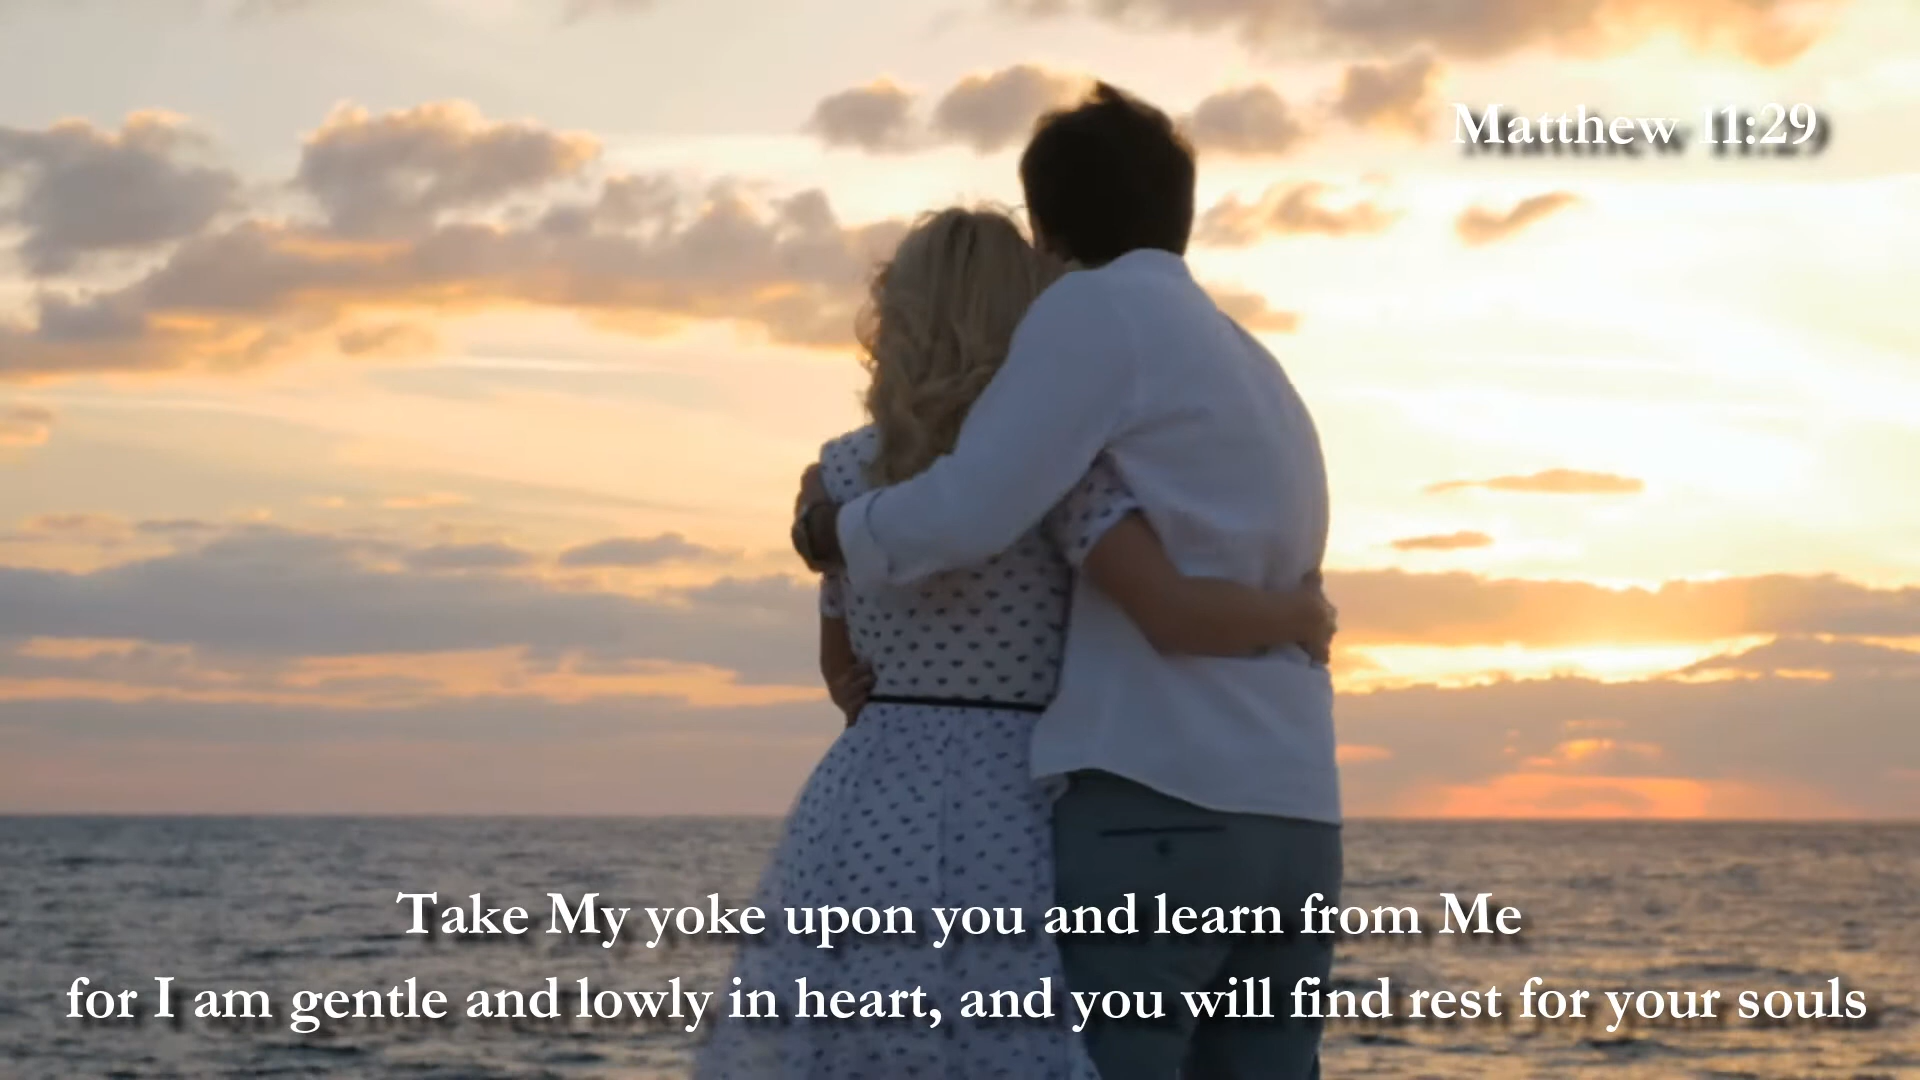 Matthew 11:29
Take My yoke upon you and learn from Me
for I am gentle and lowly in heart, and you will find rest for your souls